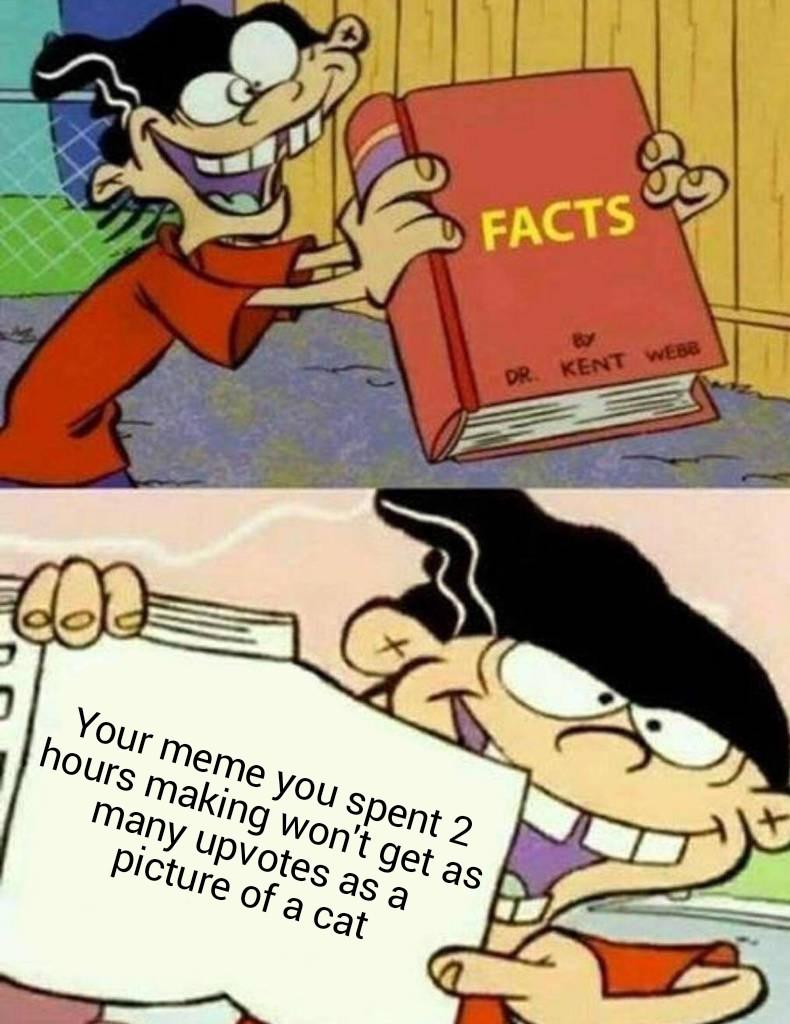 FACTS
BY
DR. KENT WEBB
Your meme you spent 2
hours making won't get as
many upvotes as a
picture of a cat